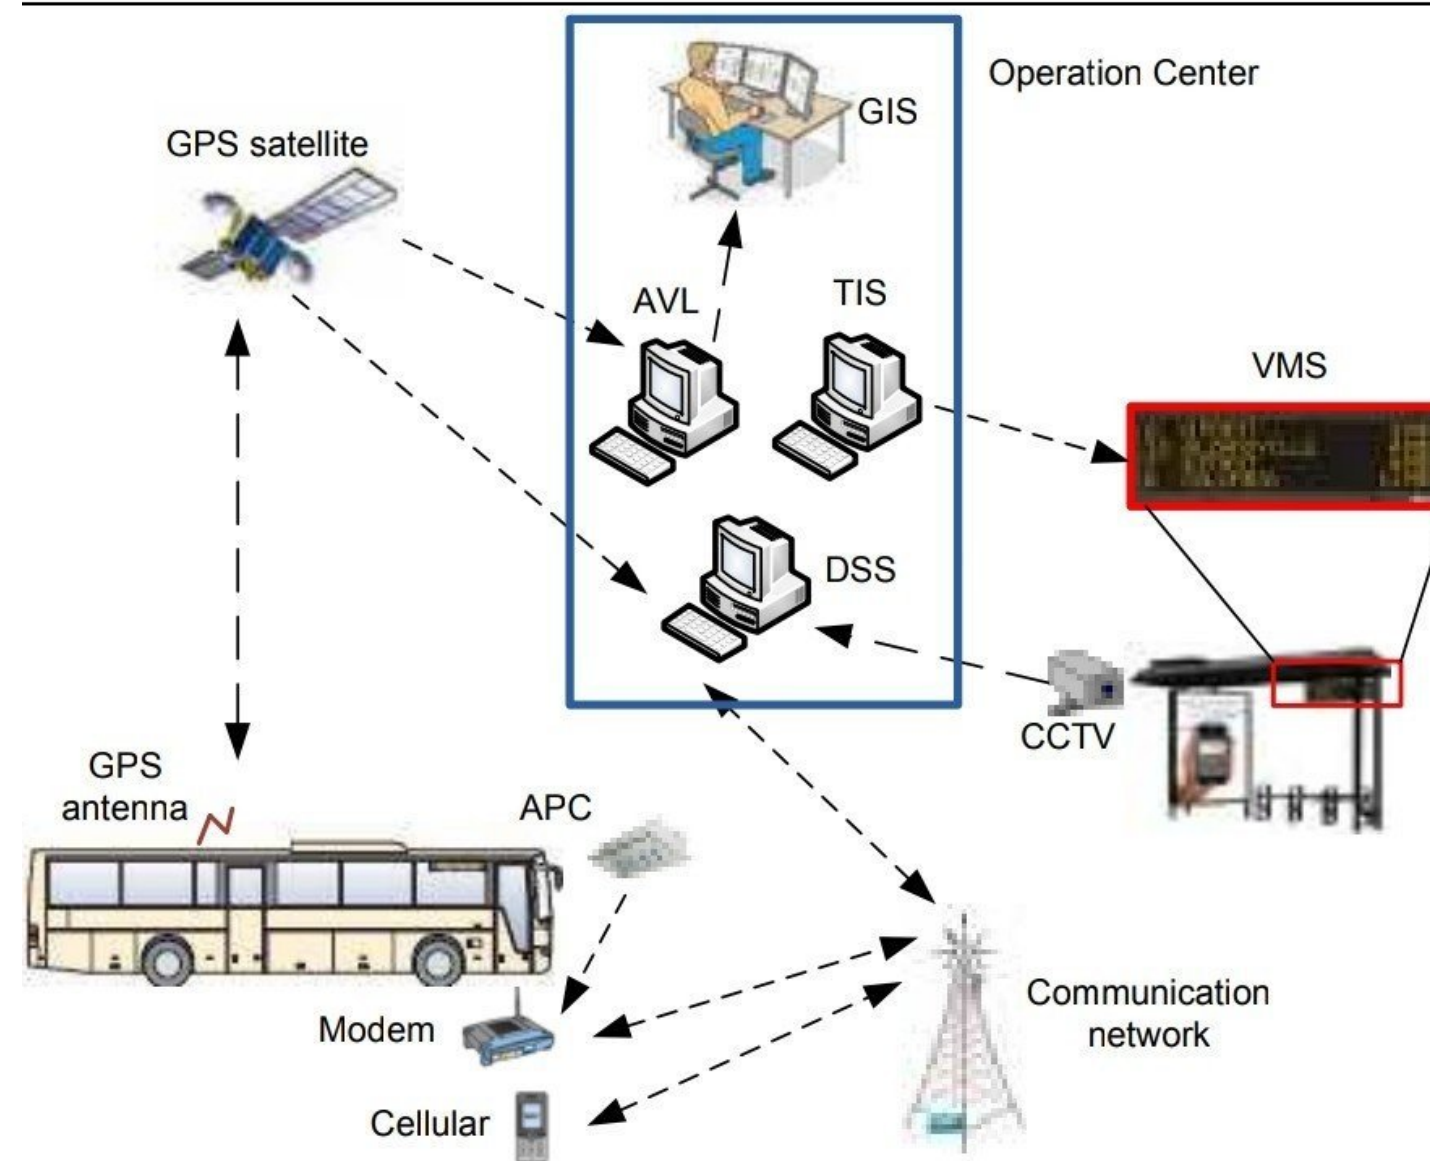 Operation Center
GIS
GPS satellite
AVL
TIS
VMS
DSS
CCTV
GPS
antenna
APC
Modem
Communication
network
Cellular